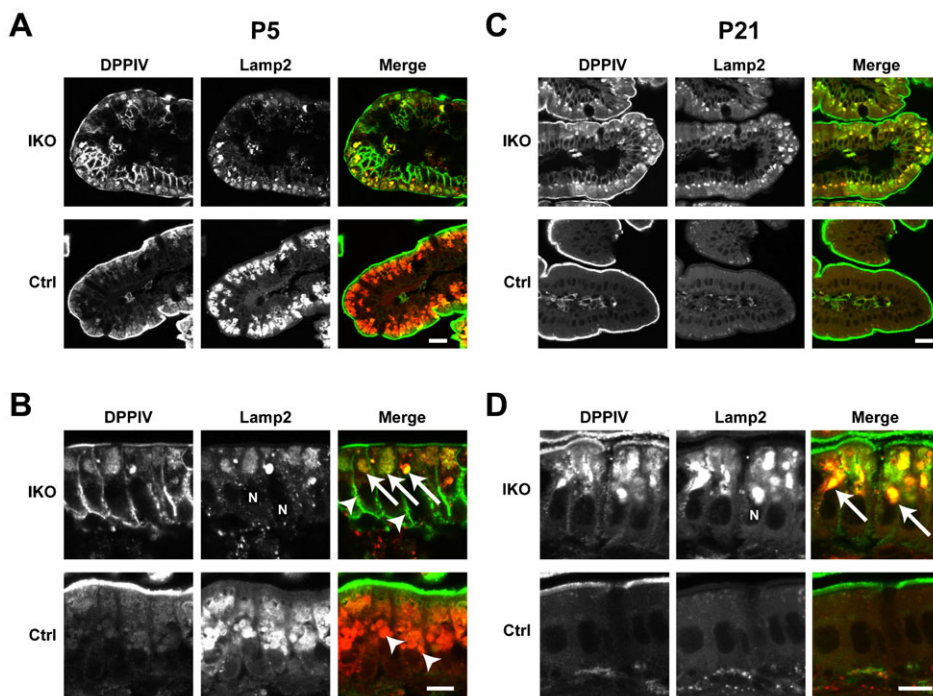 A P5
DPPIV Lamp2 Merge
IKO
Ctrl
B
DPPIV Lamp2 Merge
IKO
N
N
Ctrl
C P21
DPPIV Lamp2 Merge
IKO
Ctrl
D
DPPIV Lamp2 Merge
IKO
N
Ctrl